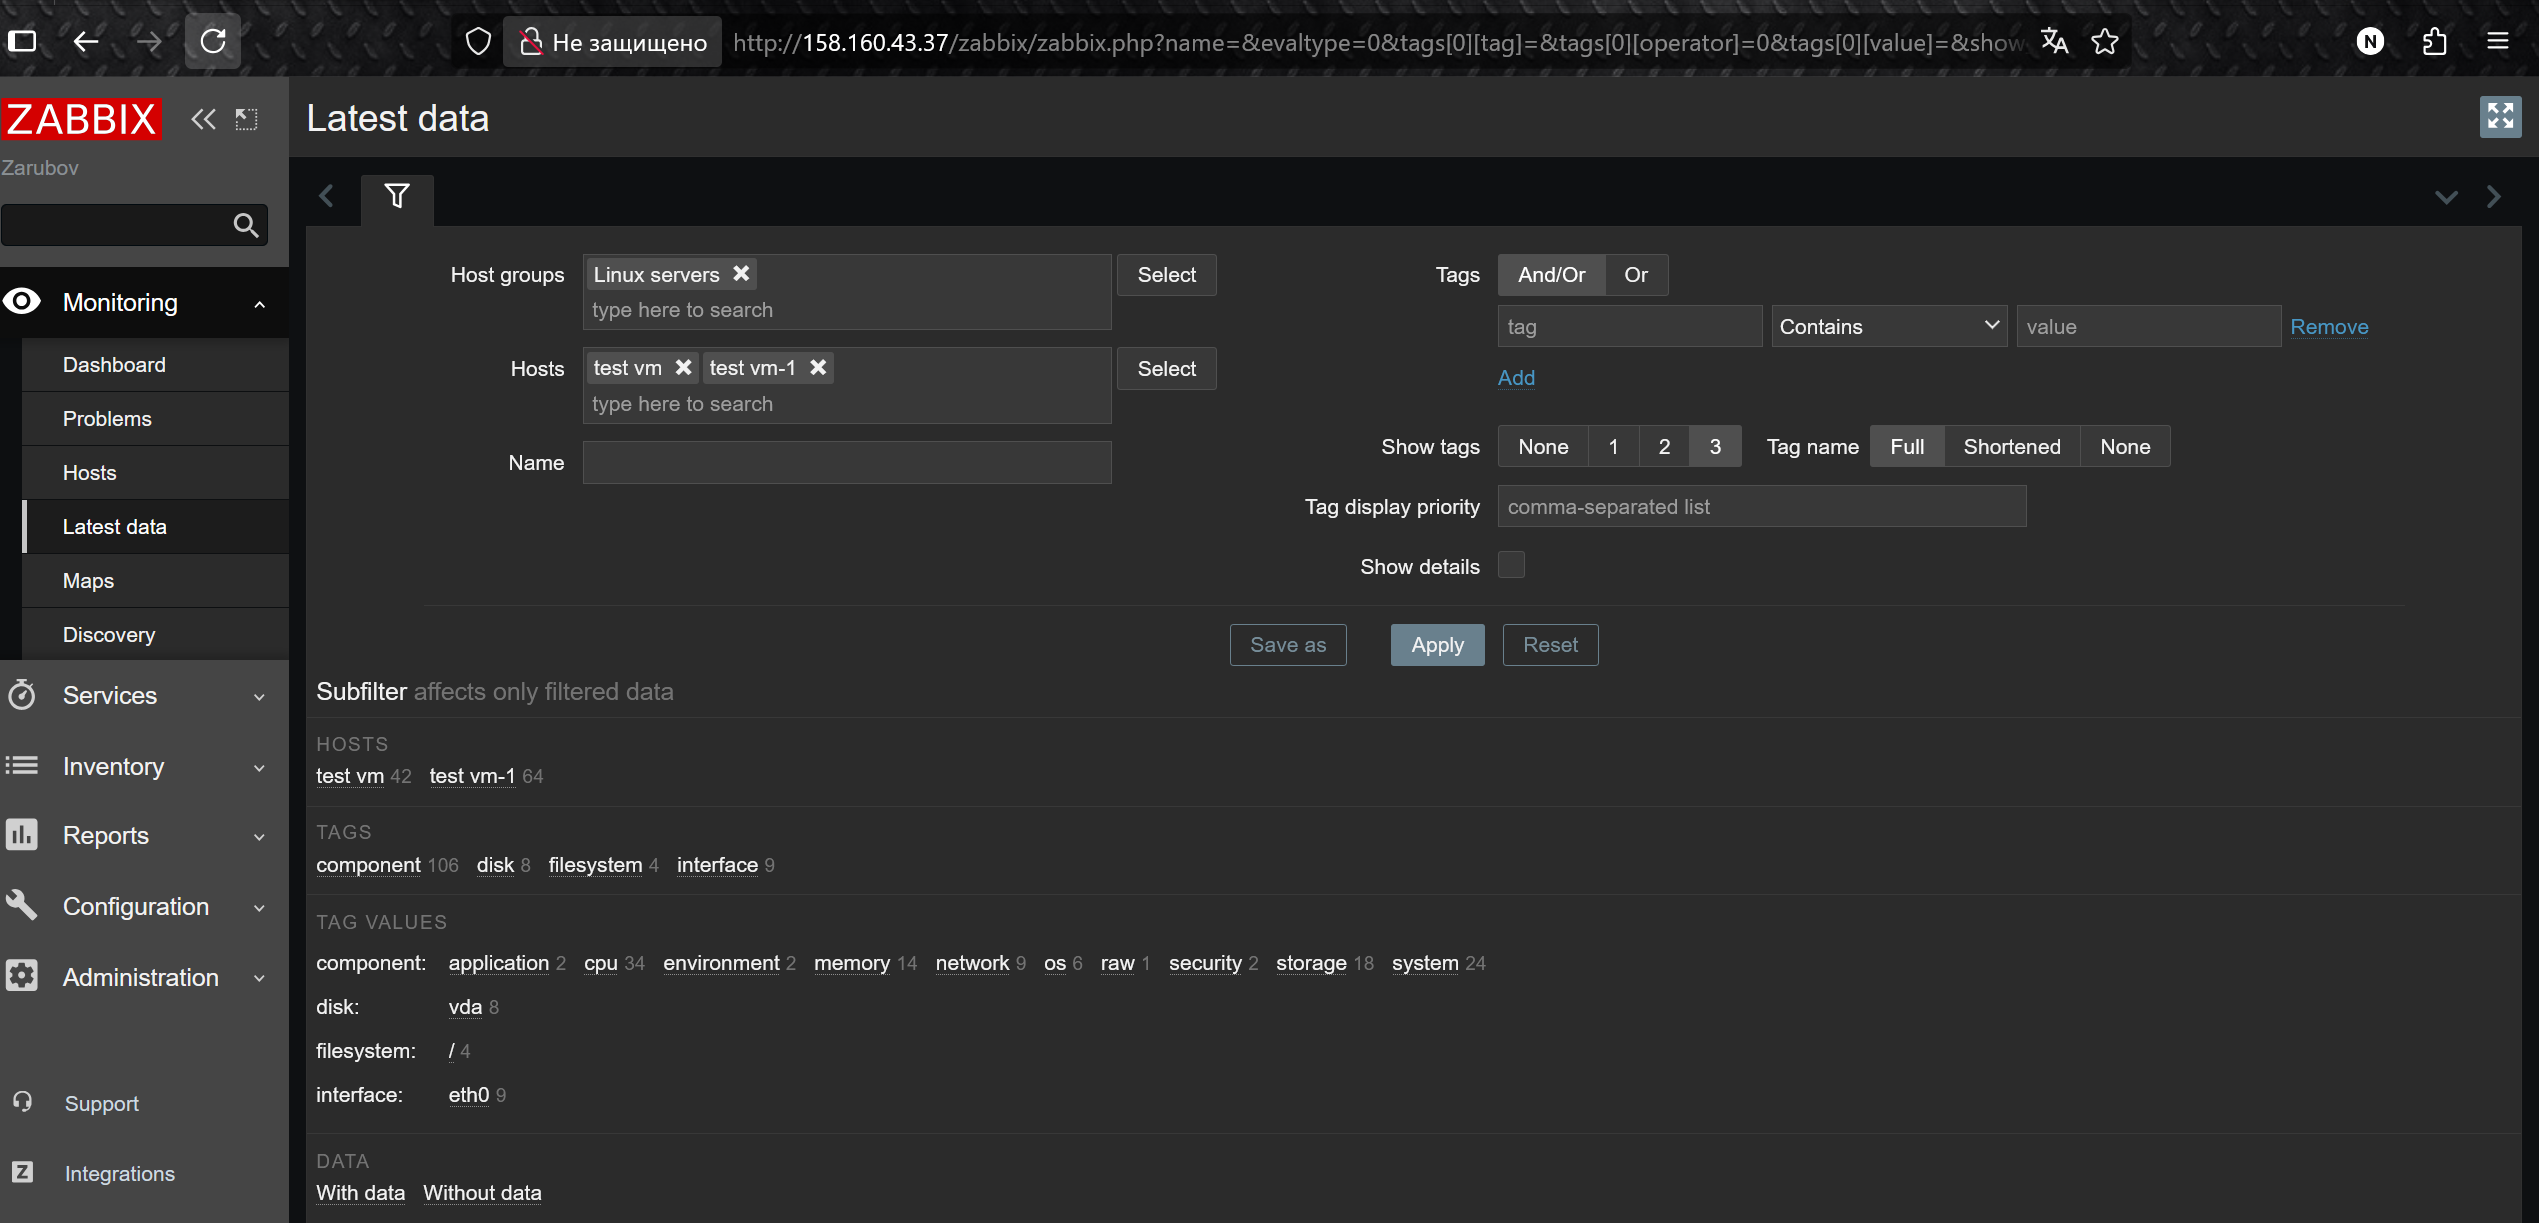 Не защищено http://158.160.43.37/zabbix/zabbix.php?name=&evaltype=0&tags[0][tag]=&tags[0][operator]=0&tags[0][value]=&show
N
ZABBIX
Zarubov
Monitoring
Dashboard
Problems
Hosts
Latest data
Maps
Discovery
Services
Inventory
Reports
Configuration
Administration
Support
Z Integrations
Latest data
Host groups Linux servers Select
type here to search
Hosts test vm test vm-1 Select
type here to search
Name
Tags And/Or Or
tag Contains value Remove
Add
Show tags None 1 2 3 Tag name Full Shortened None
Tag display priority comma-separated list
Show details
Save as Apply Reset
Subfilter affects only filtered data
HOSTS
test vm 42 test vm-1 64
TAGS
component 106 disk 8 filesystem 4 interface 9
TAG VALUES
component: application 2 cpu 34 environment 2 memory 14 network 9 os 6 raw 1 security 2 storage 18 system 24
disk: vda 8
filesystem: / 4
interface: eth0 9
DATA
With data Without data